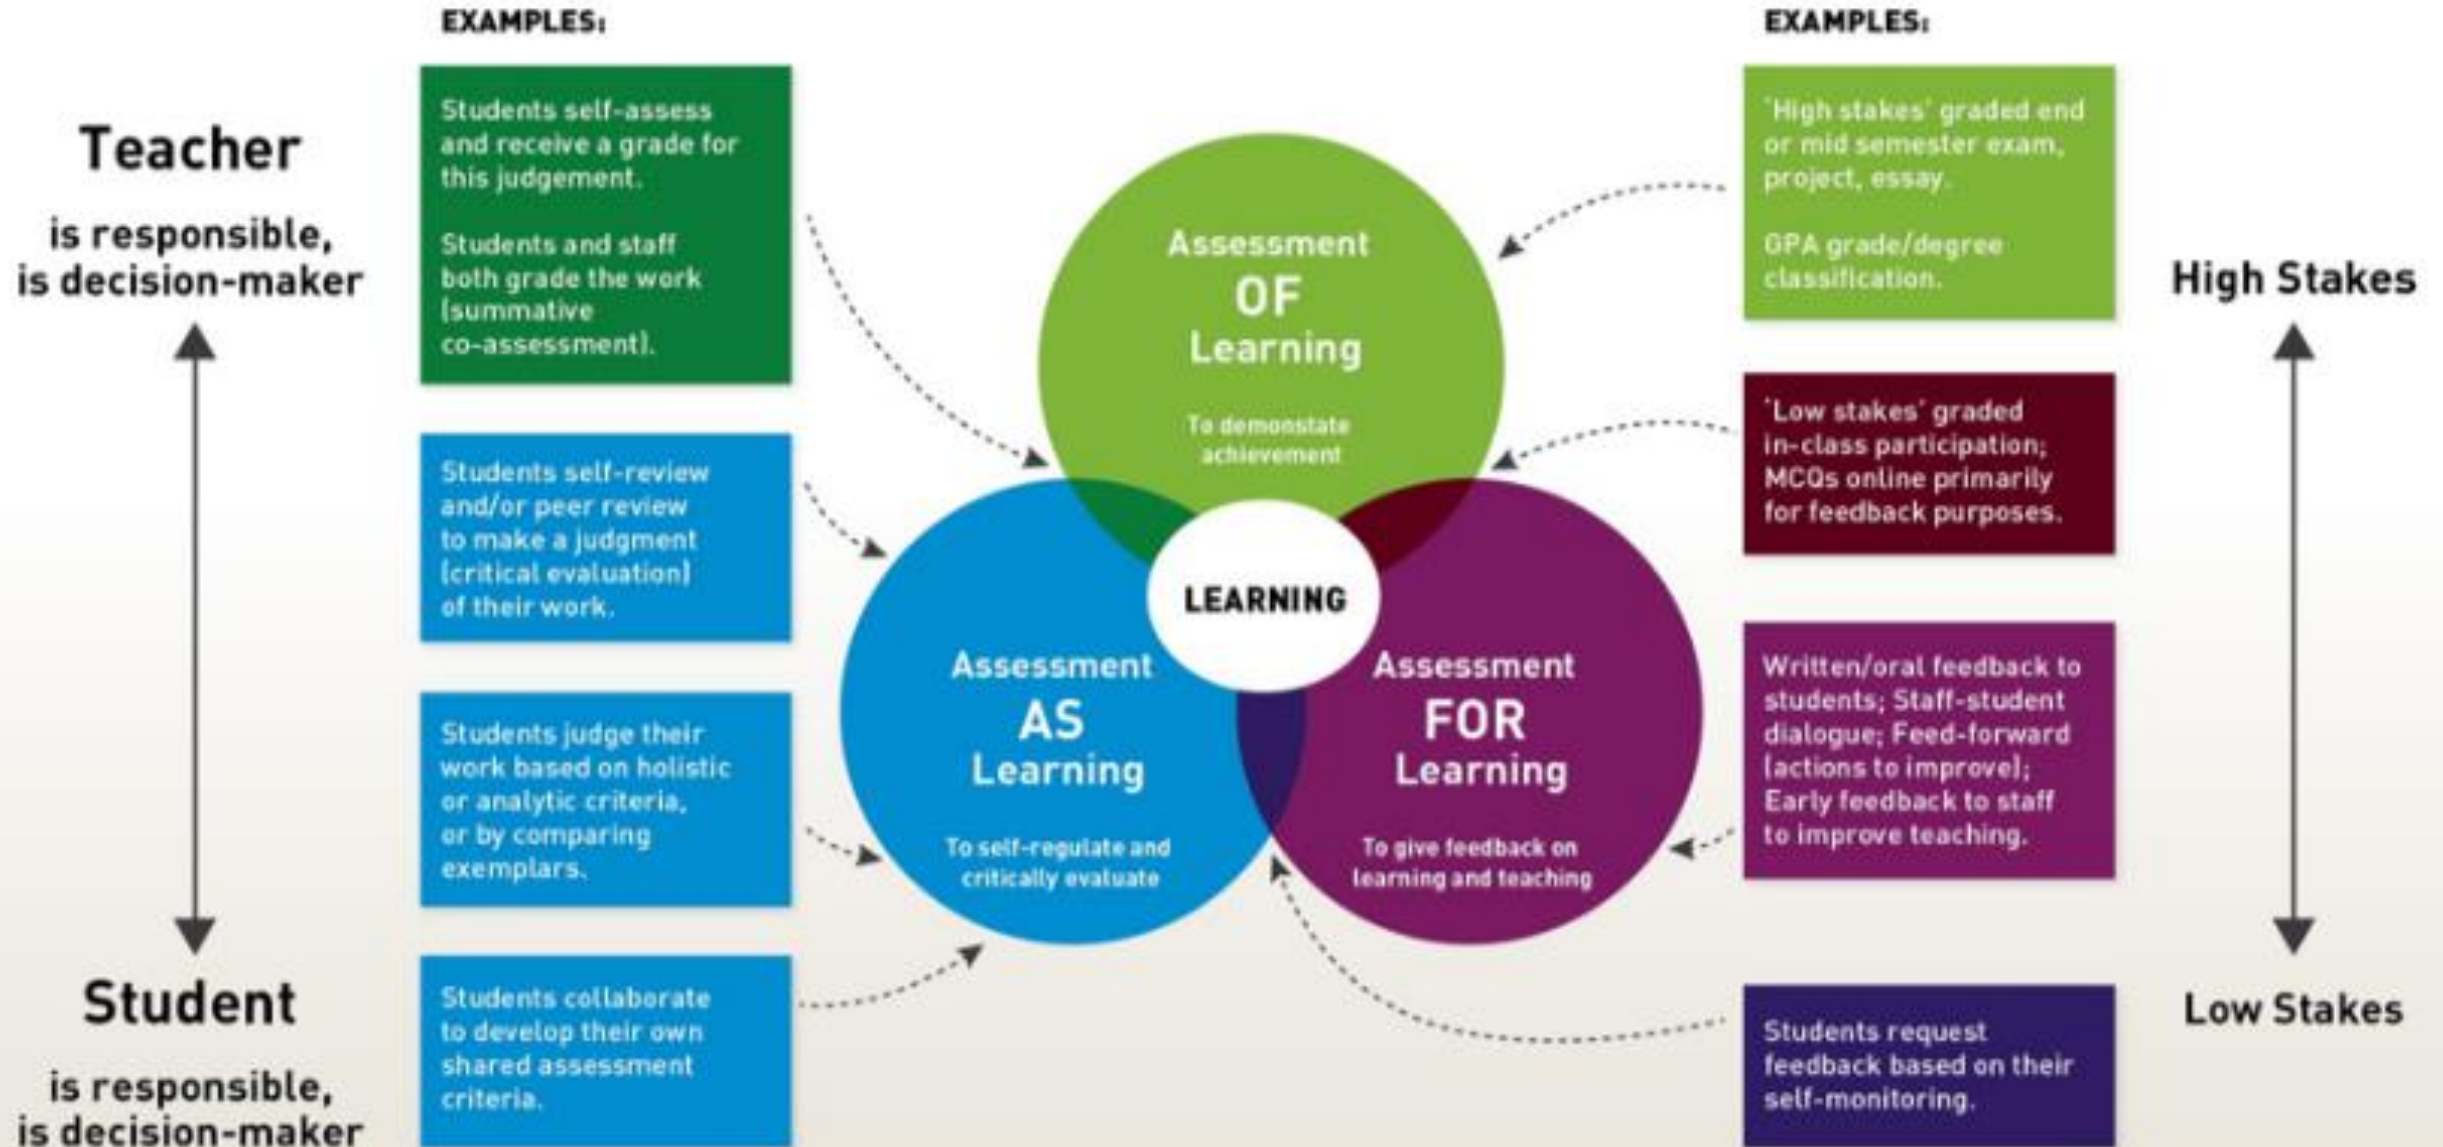 EXAMPLES:
Teacher
is responsible,
is decision-maker
Student
is responsible,
is decision-maker
Students self-assess
and receive a grade for
this judgement.
Students and staff
both grade the work
(summative
co-assessment).
Students self-review
and/or peer review
to make a judgment
(critical evaluation)
of their work.
Students judge their
work based on holistic
or analytic criteria,
or by comparing
exemplars.
Students collaborate
to develop their own
shared assessment
criteria.
Assessment
OF
Learning
To demonstate
achievement
LEARNING
Assessment
AS
Learning
To self-regulate and
critically evaluate
Assessment
FOR
Learning
To give feedback on
learning and teaching
EXAMPLES:
'High stakes' graded end
or mid semester exam,
project, essay.
GPA grade/degree
classification.
'Low stakes' graded
in-class participation;
MCQs online primarily
for feedback purposes.
Written/oral feedback to
students; Staff-student
dialogue; Feed-forward
(actions to improve);
Early feedback to staff
to improve teaching.
Students request
feedback based on their
self-monitoring.
High Stakes
Low Stakes